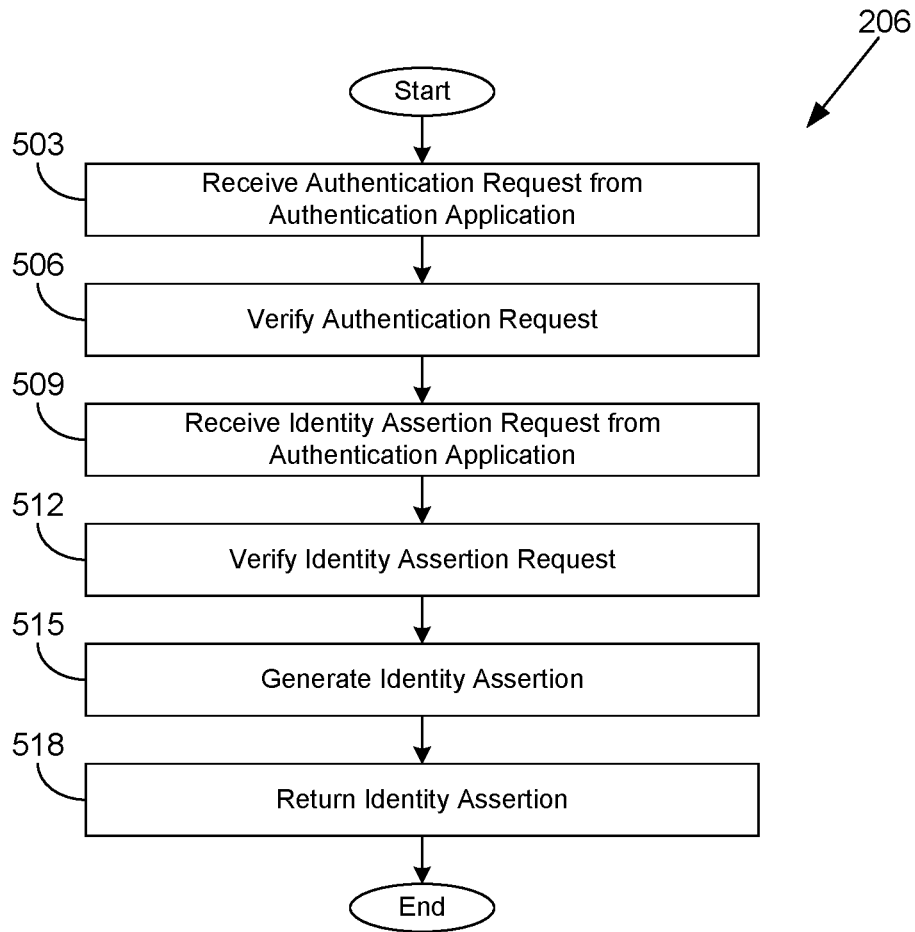 206
Start
503
Receive Authentication Request from
Authentication Application
506
Verify Authentication Request
509
Receive Identity Assertion Request from
Authentication Application
512
Verify Identity Assertion Request
515
Generate Identity Assertion
518
Return Identity Assertion
End